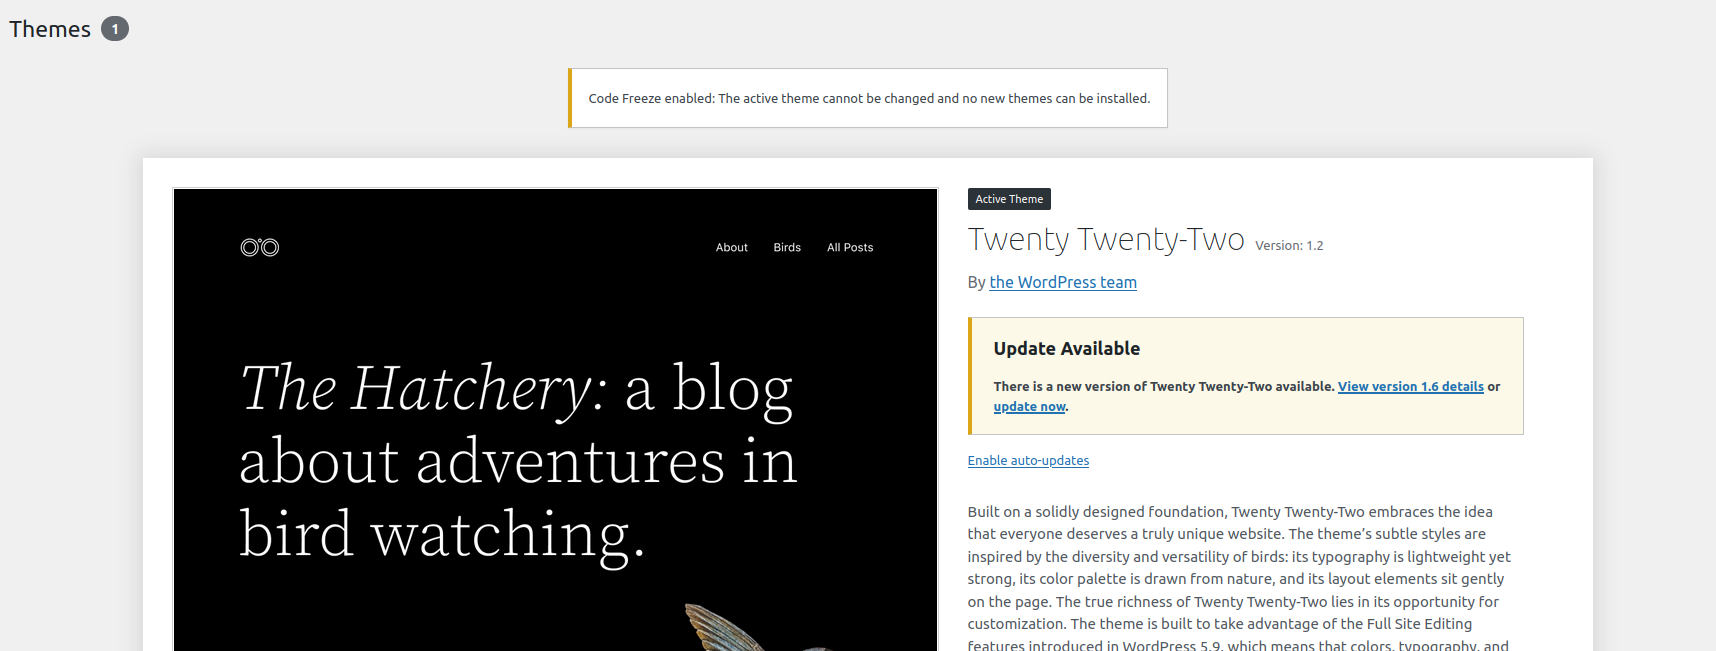 Themes 1
Code Freeze enabled: The active theme cannot be changed and no new themes can be installed.
About Birds All Posts
The Hatchery: a blog
about adventures in
bird watching.
Active Theme
Twenty Twenty-Two Version: 1.2
By the WordPress team
Update Available
There is a new version of Twenty Twenty-Two available. View version 1.6 details or
update now.
Enable auto-updates
Built on a solidly designed foundation, Twenty Twenty-Two embraces the idea
that everyone deserves a truly unique website. The theme’s subtle styles are
inspired by the diversity and versatility of birds: its typography is lightweight yet
strong, its color palette is drawn from nature, and its layout elements sit gently
on the page. The true richness of Twenty Twenty-Two lies in its opportunity for
customization. The theme is built to take advantage of the Full Site Editing
features introduced in WordPress 5.9, which means that colors, typography, and